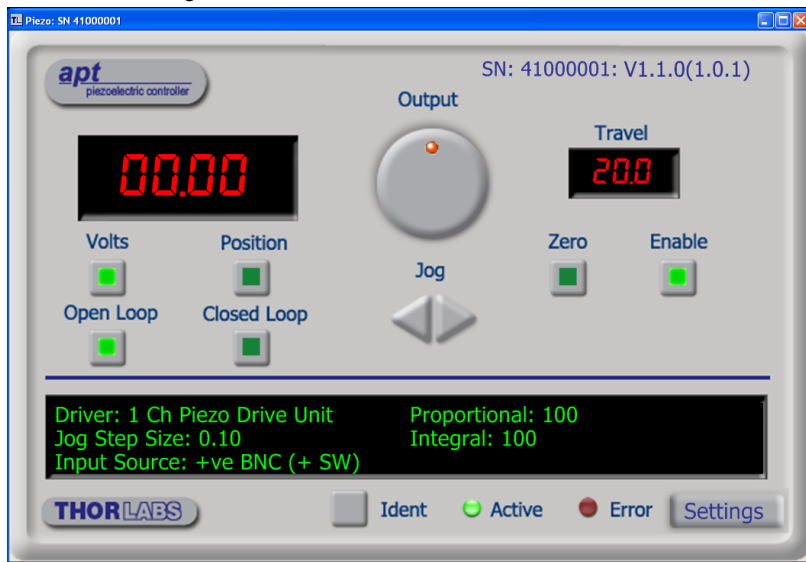 TL Piezo: SN 41000001
apt
piezoelectric controller
SN: 41000001: V1.1.0(1.0.1)
Output
Travel
00.00
20.0
Volts
Position
Jog
Zero
Enable
Open Loop
Closed Loop
Driver: 1 Ch Piezo Drive Unit
Proportional: 100
Jog Step Size: 0.10
Integral: 100
Input Source: +ve BNC (+ SW)
THORLABS
Ident
Active
Error
Settings